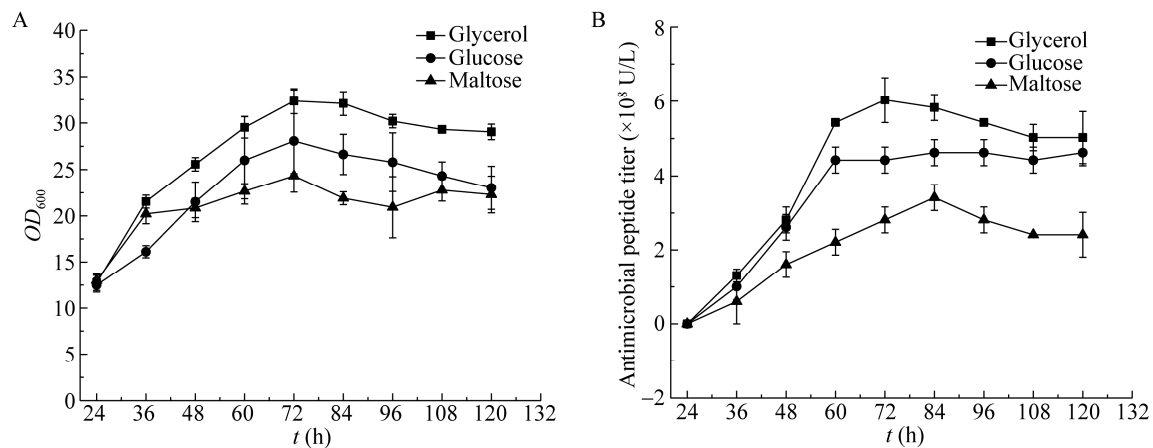 A
40
35
30
25
20
15
10
5
0
OD600
Glycerol
Glucose
Maltose
24 36 48 60 72 84 96 108 120 132
t (h)
B
8
6
4
2
0
−2
Antimicrobial peptide titer (×10⁸ U/L)
Glycerol
Glucose
Maltose
24 36 48 60 72 84 96 108 120 132
t (h)